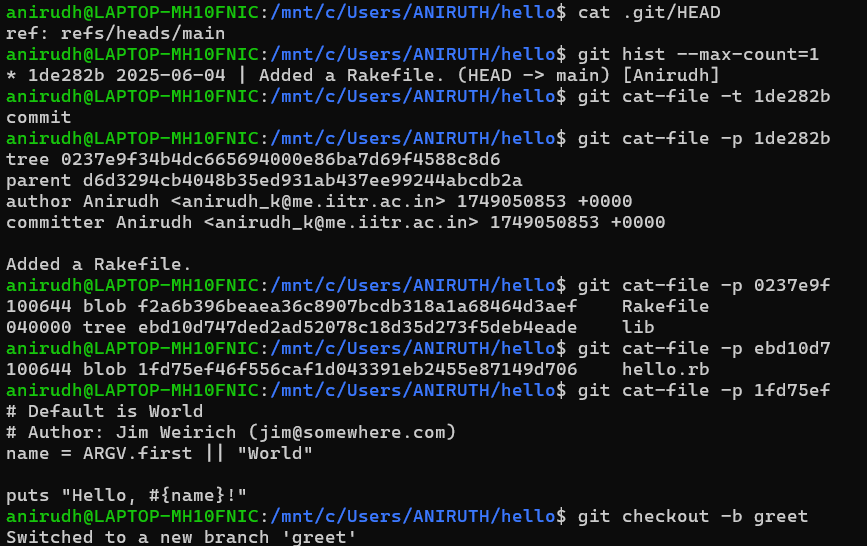 anirudh@LAPTOP-MH10FNIC:/mnt/c/Users/ANIRUTH/hello$ cat .git/HEAD
ref: refs/heads/main
anirudh@LAPTOP-MH10FNIC:/mnt/c/Users/ANIRUTH/hello$ git hist --max-count=1
* 1de282b 2025-06-04 | Added a Rakefile. (HEAD -> main) [Anirudh]
anirudh@LAPTOP-MH10FNIC:/mnt/c/Users/ANIRUTH/hello$ git cat-file -t 1de282b
commit
anirudh@LAPTOP-MH10FNIC:/mnt/c/Users/ANIRUTH/hello$ git cat-file -p 1de282b
tree 0237e9f34b4dc665694000e86ba7d69f4588c8d6
parent d6d3294cb4048b35ed931ab437ee99244abcdb2a
author Anirudh <anirudh_k@me.iitr.ac.in> 1749050853 +0000
committer Anirudh <anirudh_k@me.iitr.ac.in> 1749050853 +0000

Added a Rakefile.
anirudh@LAPTOP-MH10FNIC:/mnt/c/Users/ANIRUTH/hello$ git cat-file -p 0237e9f
100644 blob f2a6b396beaea36c8907bcdb318a1a68464d3aef    Rakefile
040000 tree ebd10d747ded2ad52078c18d35d273f5deb4eade    lib
anirudh@LAPTOP-MH10FNIC:/mnt/c/Users/ANIRUTH/hello$ git cat-file -p ebd10d7
100644 blob 1fd75ef46f556caf1d043391eb2455e87149d706    hello.rb
anirudh@LAPTOP-MH10FNIC:/mnt/c/Users/ANIRUTH/hello$ git cat-file -p 1fd75ef
# Default is World
# Author: Jim Weirich (jim@somewhere.com)
name = ARGV.first || "World"

puts "Hello, #{name}!"
anirudh@LAPTOP-MH10FNIC:/mnt/c/Users/ANIRUTH/hello$ git checkout -b greet
Switched to a new branch 'greet'